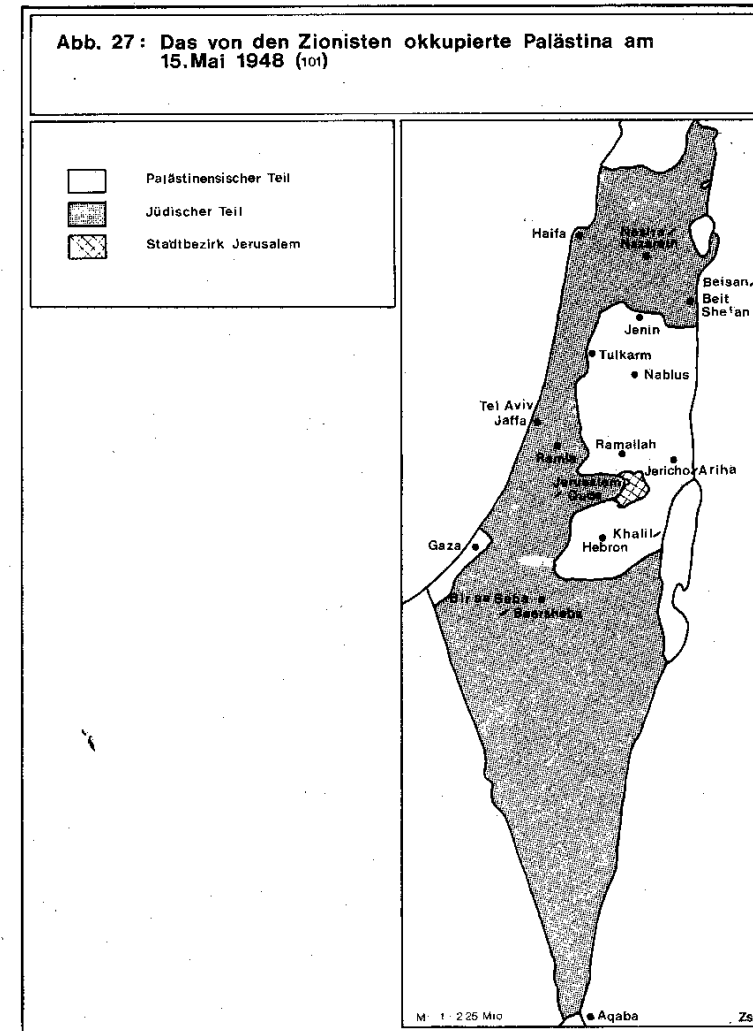 Abb. 27: Das von den Zionisten okkupierte Palästina am
15.Mai 1948 (101)
Palästinensischer Teil
Jüdischer Teil
Stadtbezirk Jerusalem
Haifa
Nazareth
Beisan,
Beit
She'an
Jenin
Tulkarm
Nablus
Tel Aviv
Jaffa
Ramla
Ramallah
Jericho/Ariha
Jerusalem
Quds
Khalil/
Hebron
Gaza
Bir as Saba
/ Beersheba
M 1 : 2.25 Mio
Aqaba